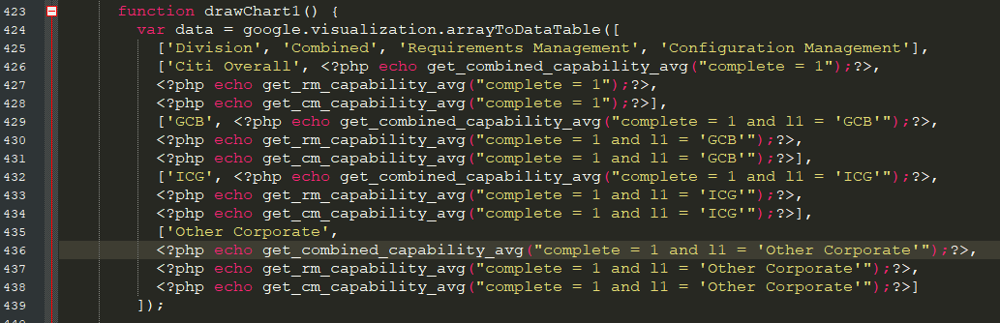 423 function drawChart1() {
424 var data = google.visualization.arrayToDataTable([
425 ['Division', 'Combined', 'Requirements Management', 'Configuration Management'],
426 ['Citi Overall', <?php echo get_combined_capability_avg("complete = 1");?>,
427 <?php echo get_rm_capability_avg("complete = 1");?>,
428 <?php echo get_cm_capability_avg("complete = 1");?>],
429 ['GCB', <?php echo get_combined_capability_avg("complete = 1 and l1 = 'GCB'");?>,
430 <?php echo get_rm_capability_avg("complete = 1 and l1 = 'GCB'");?>,
431 <?php echo get_cm_capability_avg("complete = 1 and l1 = 'GCB'");?>],
432 ['ICG', <?php echo get_combined_capability_avg("complete = 1 and l1 = 'ICG'");?>,
433 <?php echo get_rm_capability_avg("complete = 1 and l1 = 'ICG'");?>,
434 <?php echo get_cm_capability_avg("complete = 1 and l1 = 'ICG'");?>],
435 ['Other Corporate',
436 <?php echo get_combined_capability_avg("complete = 1 and l1 = 'Other Corporate'");?>,
437 <?php echo get_rm_capability_avg("complete = 1 and l1 = 'Other Corporate'");?>,
438 <?php echo get_cm_capability_avg("complete = 1 and l1 = 'Other Corporate'");?>]
439 ]);